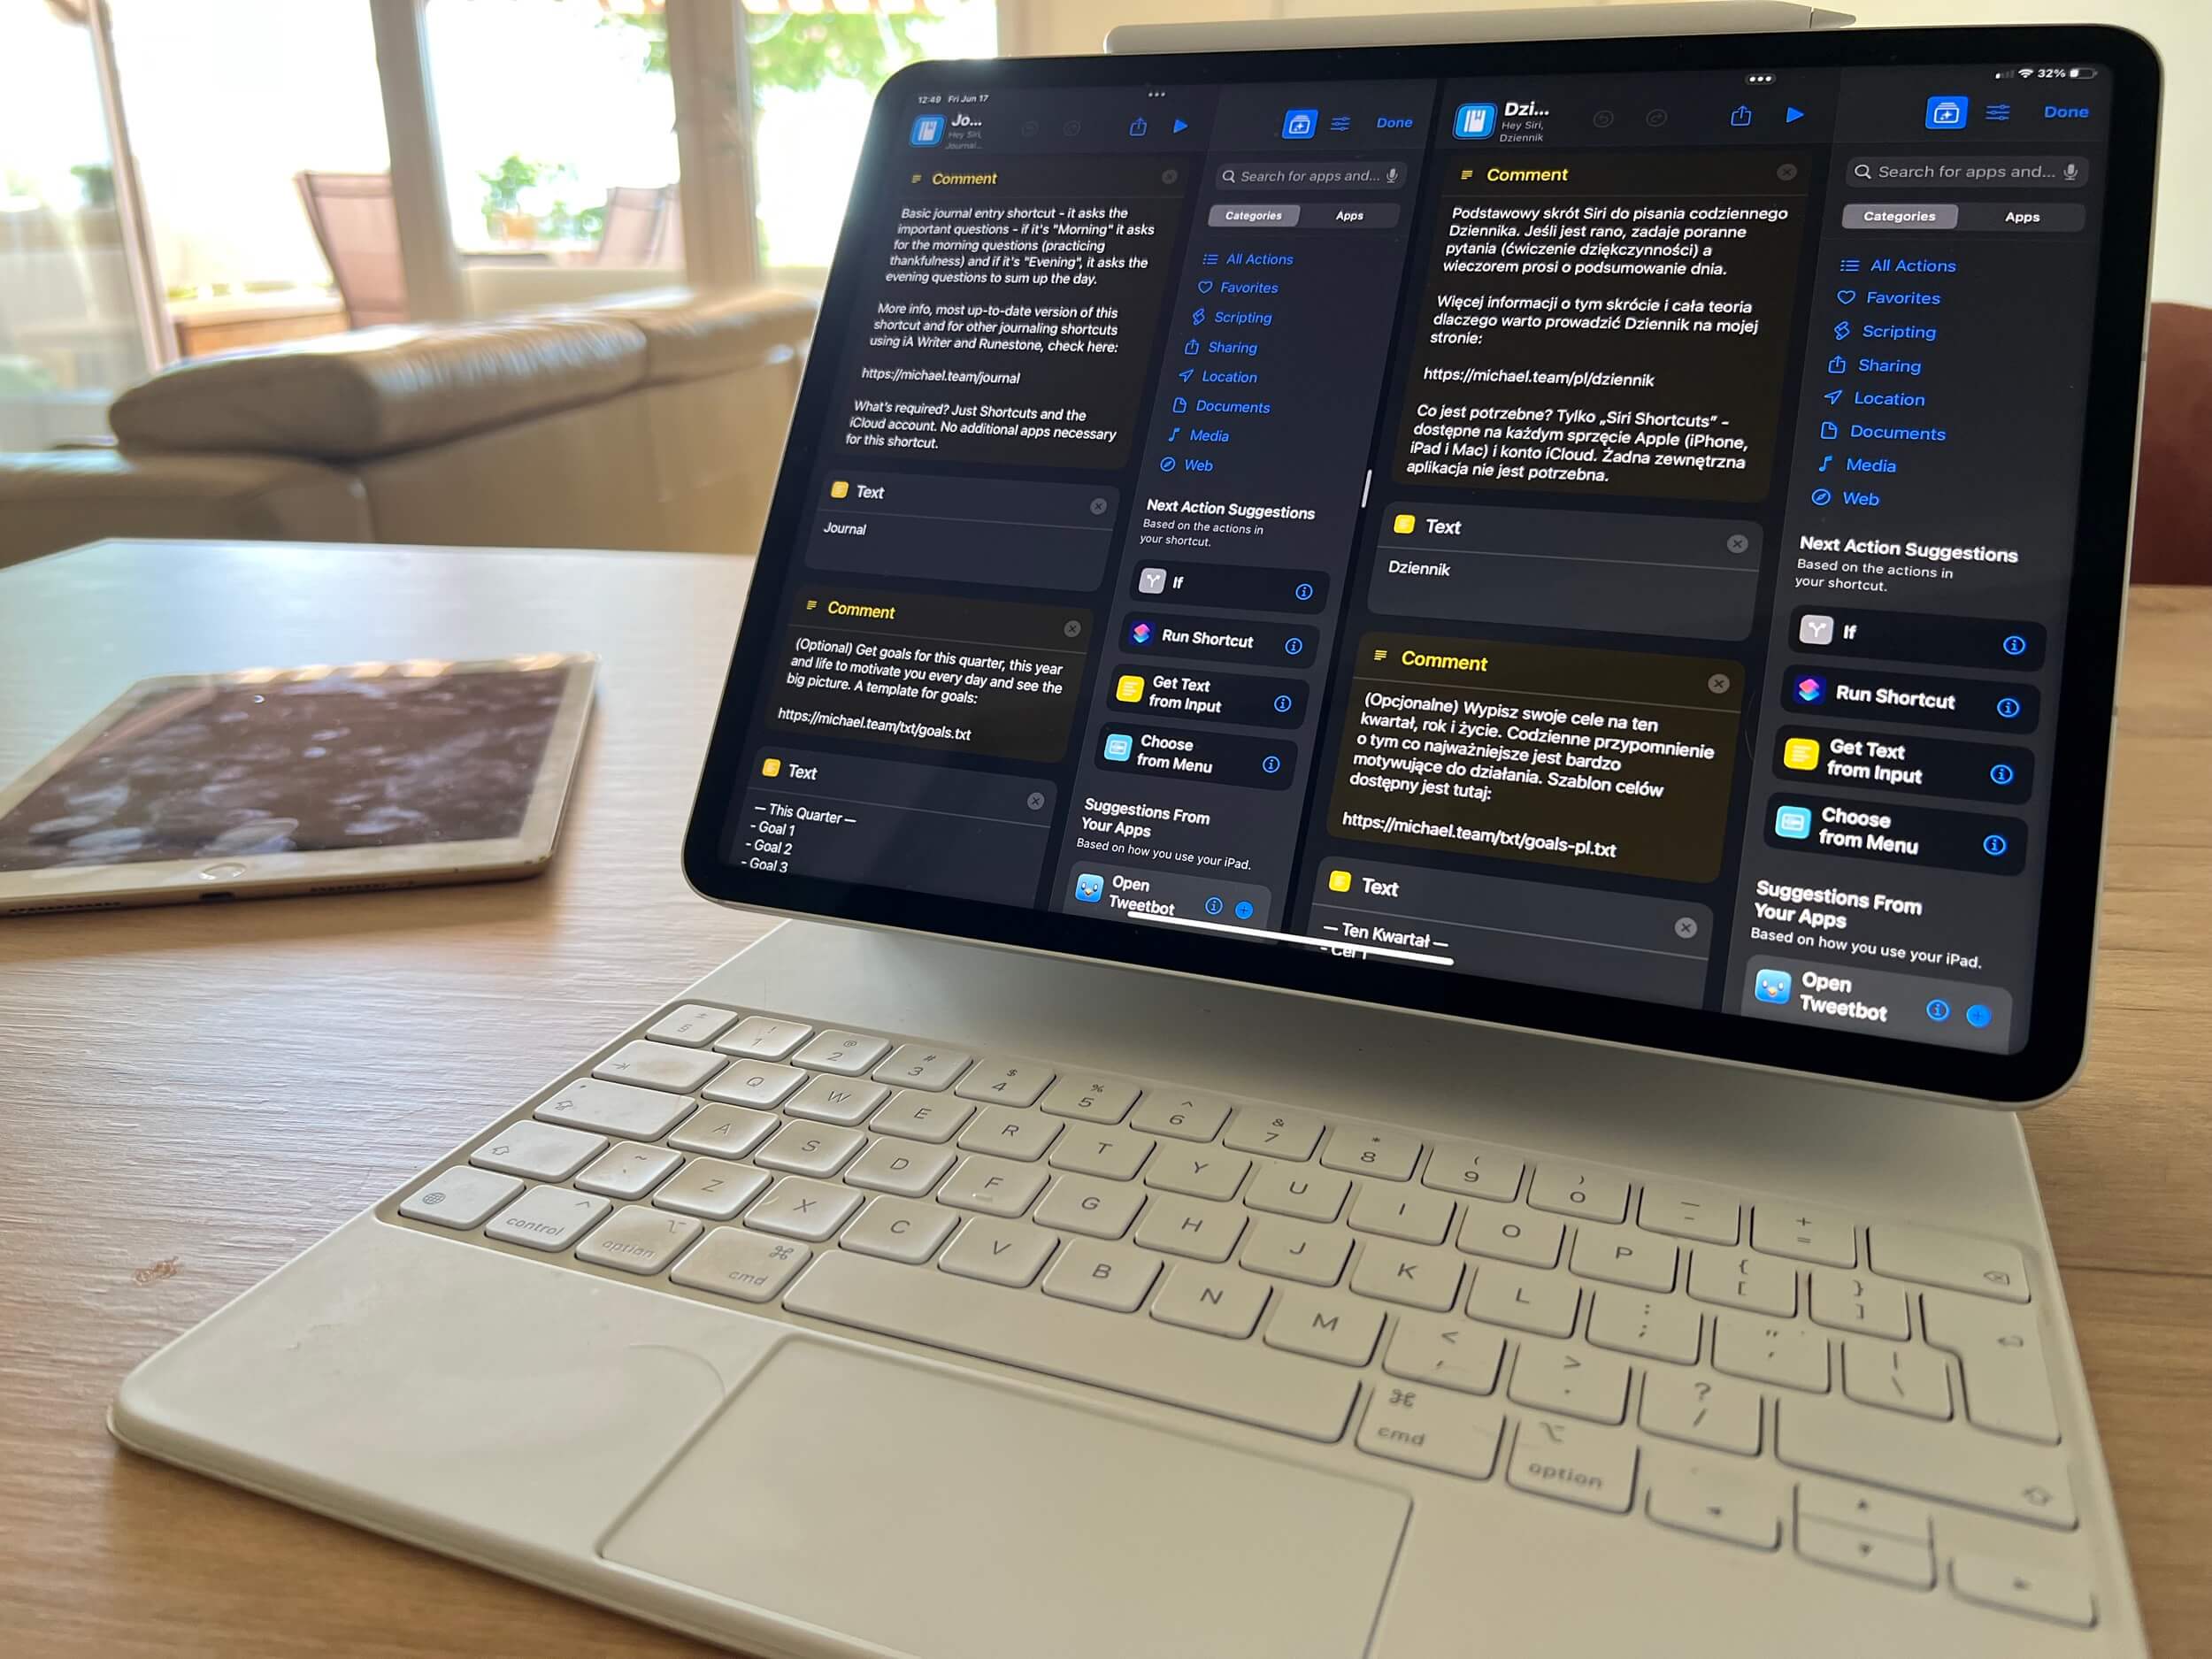 12:49 Fri Jun 17
Jo...
Hey Siri,
Journal...
Done
Comment
Basic journal entry shortcut - it asks the
important questions - if it's "Morning" it asks
for the morning questions (practicing
thankfulness) and if it's "Evening", it asks the
evening questions to sum up the day.
More info, most up-to-date version of this
shortcut and for other journaling shortcuts
using iA Writer and Runestone, check here:
https://michael.team/journal
What's required? Just Shortcuts and the
iCloud account. No additional apps necessary
for this shortcut.
Text
Journal
Comment
(Optional) Get goals for this quarter, this year
and life to motivate you every day and see the
big picture. A template for goals:
https://michael.team/txt/goals.txt
Text
— This Quarter —
- Goal 1
- Goal 2
- Goal 3
Search for apps and...
Categories
Apps
All Actions
Favorites
Scripting
Sharing
Location
Documents
Media
Web
Next Action Suggestions
Based on the actions in
your shortcut.
If
Run Shortcut
Get Text
from Input
Choose
from Menu
Suggestions From
Your Apps
Based on how you use your iPad.
Open
Tweetbot
32%
Dzi...
Hey Siri,
Dziennik
Done
Comment
Podstawowy skrót Siri do pisania codziennego
Dziennika. Jeśli jest rano, zadaje poranne
pytania (ćwiczenie dziękczynności) a
wieczorem prosi o podsumowanie dnia.
Więcej informacji o tym skrócie i cała teoria
dlaczego warto prowadzić Dziennik na mojej
stronie:
https://michael.team/pl/dziennik
Co jest potrzebne? Tylko „Siri Shortcuts” -
dostępne na każdym sprzęcie Apple (iPhone,
iPad i Mac) i konto iCloud. Żadna zewnętrzna
aplikacja nie jest potrzebna.
Text
Dziennik
Comment
(Opcjonalne) Wypisz swoje cele na ten
kwartał, rok i życie. Codzienne przypomnienie
o tym co najważniejsze jest bardzo
motywujące do działania. Szablon celów
dostępny jest tutaj:
https://michael.team/txt/goals-pl.txt
Text
— Ten Kwartał —
- Cel 1
Search for apps and...
Categories
Apps
All Actions
Favorites
Scripting
Sharing
Location
Documents
Media
Web
Next Action Suggestions
Based on the actions in
your shortcut.
If
Run Shortcut
Get Text
from Input
Choose
from Menu
Suggestions From
Your Apps
Based on how you use your iPad.
Open
Tweetbot
± ! @ # $ % ^ & * ( ) _ +
§ 1 2 3 4 5 6 7 8 9 0 - =
Q W E R T Y U I O P { }
[ ]
A S D F G H J K L : " |
; ' \
~ Z X C V B N M < > ?
` , . /
control option cmd cmd option